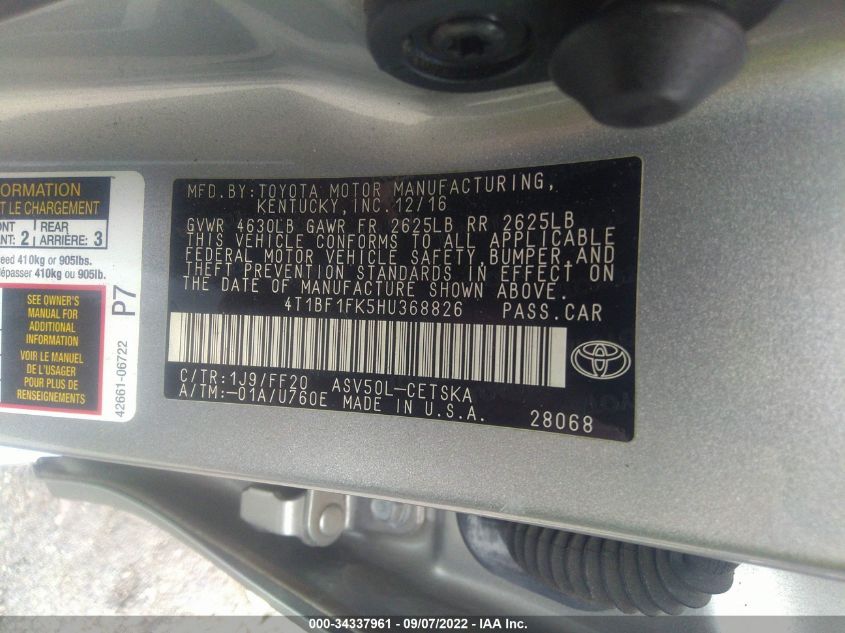 ORMATION
T LE CHARGEMENT
ONT : 2 REAR ARRIÈRE: 3
eed 410kg or 905lbs.
dépasser 410kg ou 905lb.
SEE OWNER'S
MANUAL FOR
ADDITIONAL
INFORMATION
VOIR LE MANUEL
DE L'USAGER
POUR PLUS DE
RENSEIGNEMENTS
P7
42661-06722
MFD.BY:TOYOTA MOTOR MANUFACTURING,
KENTUCKY,INC.12/16
GVWR 4630LB GAWR FR 2625LB RR 2625LB
THIS VEHICLE CONFORMS TO ALL APPLICABLE
FEDERAL MOTOR VEHICLE SAFETY,BUMPER,AND
THEFT PREVENTION STANDARDS IN EFFECT ON
THE DATE OF MANUFACTURE SHOWN ABOVE.
4T1BF1FK5HU368826 PASS.CAR
C/TR:1J9/FF20 ASV50L-CETSKA
A/TM:-01A/U760E MADE IN U.S.A. 28068
000-34337961 - 09/07/2022 - IAA Inc.